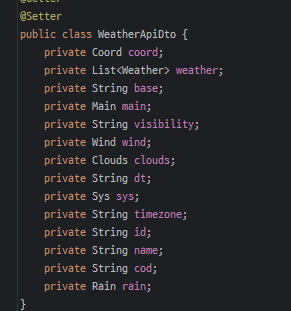 @Getter
@Setter
public class WeatherApiDto {
    private Coord coord;
    private List<Weather> weather;
    private String base;
    private Main main;
    private String visibility;
    private Wind wind;
    private Clouds clouds;
    private String dt;
    private Sys sys;
    private String timezone;
    private String id;
    private String name;
    private String cod;
    private Rain rain;
}